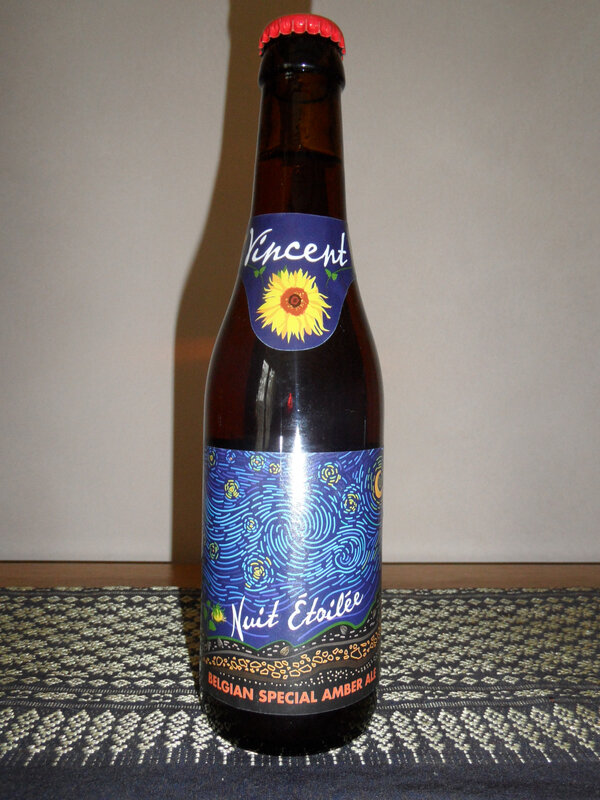 Vincent
Nuit Étoilée
BELGIAN SPECIAL AMBER ALE